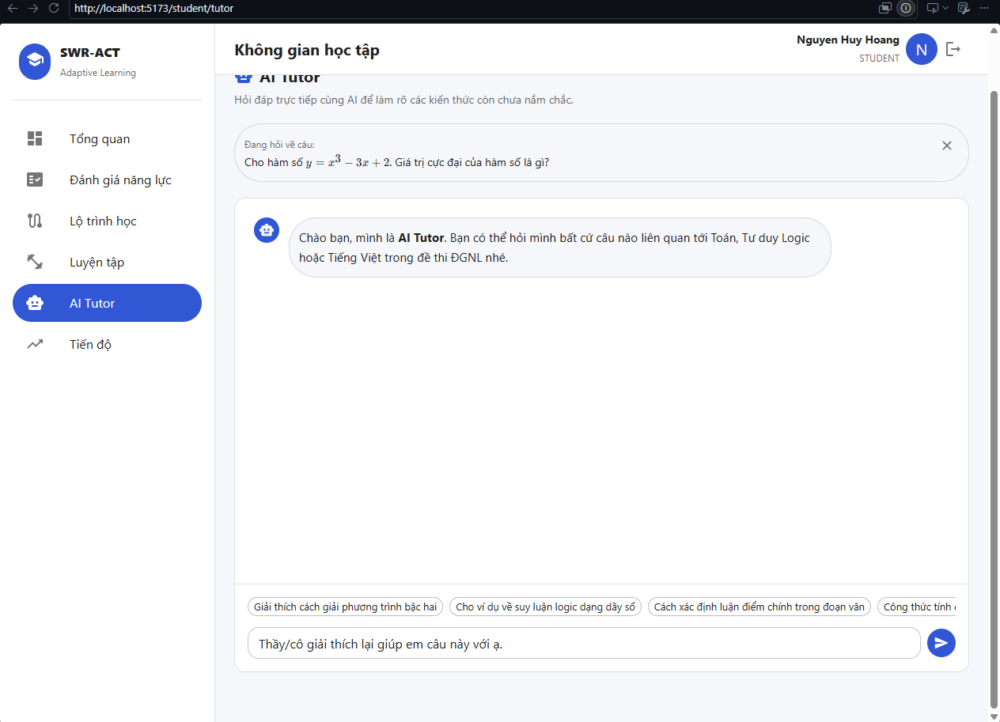 http://localhost:5173/student/tutor
SWR-ACT
Adaptive Learning
Tổng quan
Đánh giá năng lực
Lộ trình học
Luyện tập
AI Tutor
Tiến độ
Không gian học tập
Nguyen Huy Hoang
STUDENT
N
AI Tutor
Hỏi đáp trực tiếp cùng AI để làm rõ các kiến thức còn chưa nắm chắc.
Đang hỏi về câu:
Cho hàm số y = x³ − 3x + 2. Giá trị cực đại của hàm số là gì?
Chào bạn, mình là AI Tutor. Bạn có thể hỏi mình bất cứ câu nào liên quan tới Toán, Tư duy Logic
hoặc Tiếng Việt trong đề thi ĐGNL nhé.
Giải thích cách giải phương trình bậc hai
Cho ví dụ về suy luận logic dạng dãy số
Cách xác định luận điểm chính trong đoạn văn
Công thức tính
Thầy/cô giải thích lại giúp em câu này với ạ.